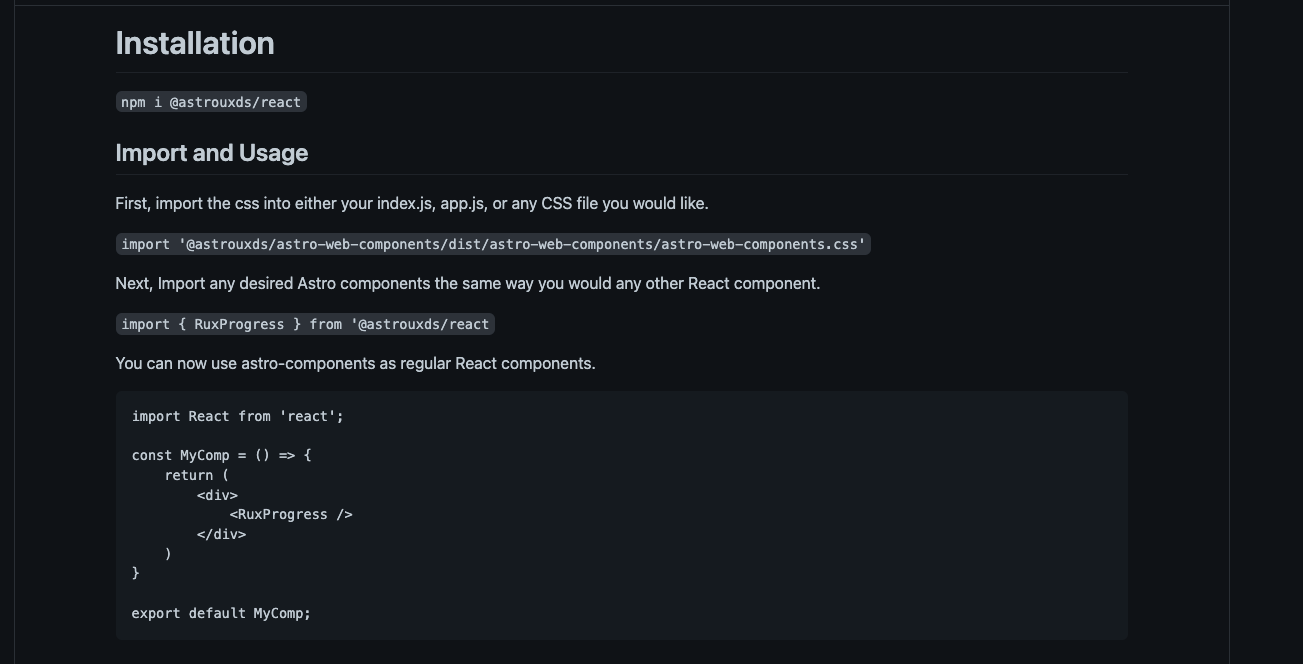 Installation
npm i @astrouxds/react
Import and Usage
First, import the css into either your index.js, app.js, or any CSS file you would like.
import '@astrouxds/astro-web-components/dist/astro-web-components/astro-web-components.css'
Next, Import any desired Astro components the same way you would any other React component.
import { RuxProgress } from '@astrouxds/react
You can now use astro-components as regular React components.
import React from 'react';
const MyComp = () => {
    return (
        <div>
            <RuxProgress />
        </div>
    )
}
export default MyComp;